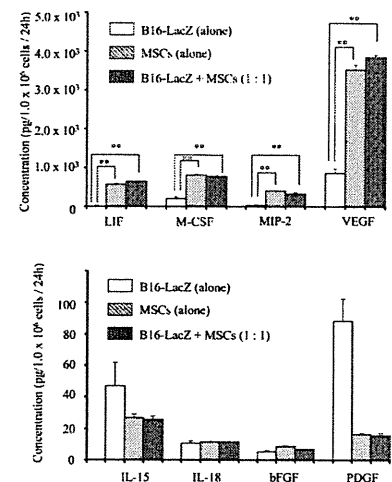 Concentration (pg/1.0 x 10⁶ cells / 24h)
5.0 x 10³
4.0 x 10³
3.0 x 10³
2.0 x 10³
1.0 x 10³
0
B16-LacZ (alone)
MSCs (alone)
B16-LacZ + MSCs (1 : 1)
** ** ** ** ** ** ** **
LIF M-CSF MIP-2 VEGF
Concentration (pg/1.0 x 10⁶ cells / 24h)
100
80
60
40
20
0
B16-LacZ (alone)
MSCs (alone)
B16-LacZ + MSCs (1 : 1)
IL-15 IL-18 bFGF PDGF